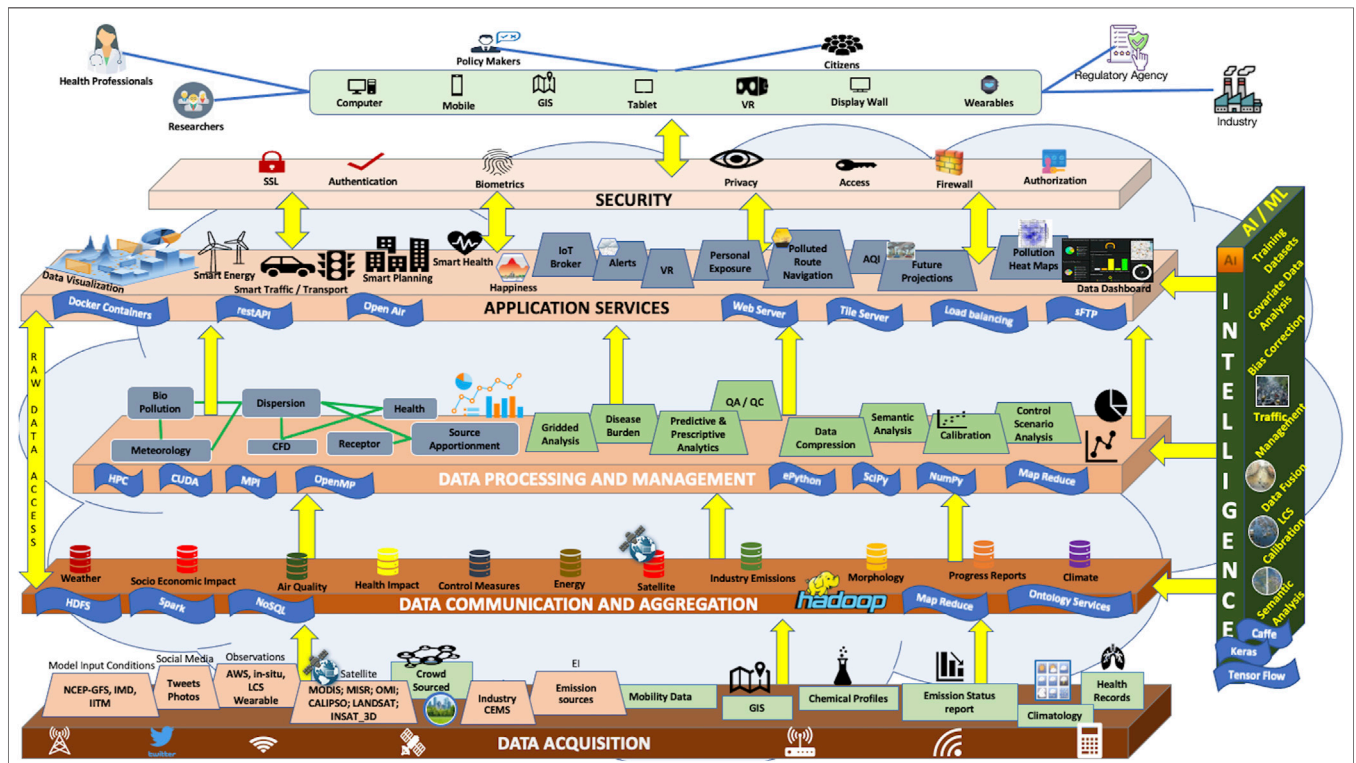 Health Professionals
Researchers
Policy Makers
Citizens
Regulatory Agency
Industry
Computer
Mobile
GIS
Tablet
VR
Display Wall
Wearables
SSL
Authentication
Biometrics
Privacy
Access
Firewall
Authorization
SECURITY
Data Visualization
Smart Energy
Smart Traffic / Transport
Smart Planning
Smart Health
Happiness
IoT
Broker
Alerts
VR
Personal
Exposure
Polluted
Route
Navigation
AQI
Future
Projections
Pollution
Heat Maps
Data Dashboard
Docker Containers
restAPI
Open Air
APPLICATION SERVICES
Web Server
Tile Server
Load balancing
sFTP
RAW DATA ACCESS
Bio
Pollution
Dispersion
Health
Meteorology
CFD
Receptor
Source
Apportionment
Gridded
Analysis
Disease
Burden
Predictive &
Prescriptive
Analytics
QA / QC
Data
Compression
Semantic
Analysis
Calibration
Control
Scenario
Analysis
HPC
CUDA
MPI
OpenMP
DATA PROCESSING AND MANAGEMENT
ePython
SciPy
NumPy
Map Reduce
Weather
Socio Economic Impact
Air Quality
Health Impact
Control Measures
Energy
Satellite
Industry Emissions
Morphology
Progress Reports
Climate
HDFS
Spark
NoSQL
DATA COMMUNICATION AND AGGREGATION
hadoop
Map Reduce
Ontology Services
Model Input Conditions
NCEP-GFS, IMD,
IITM
Social Media
Tweets
Photos
Observations
AWS, in-situ,
LCS
Wearable
Satellite
MODIS; MISR; OMI;
CALIPSO; LANDSAT;
INSAT_3D
Crowd
Sourced
Industry
CEMS
EI
Emission
sources
Mobility Data
GIS
Chemical Profiles
Emission Status
report
Climatology
Health
Records
twitter
DATA ACQUISITION
AI / ML
AI
INTELLIGENCE
Training
Datasets
Covariate Data
Analysis
Bias Correction
Traffic
Management
Data Fusion
LCS
Calibration
Semantic
Analysis
Caffe
Keras
Tensor Flow